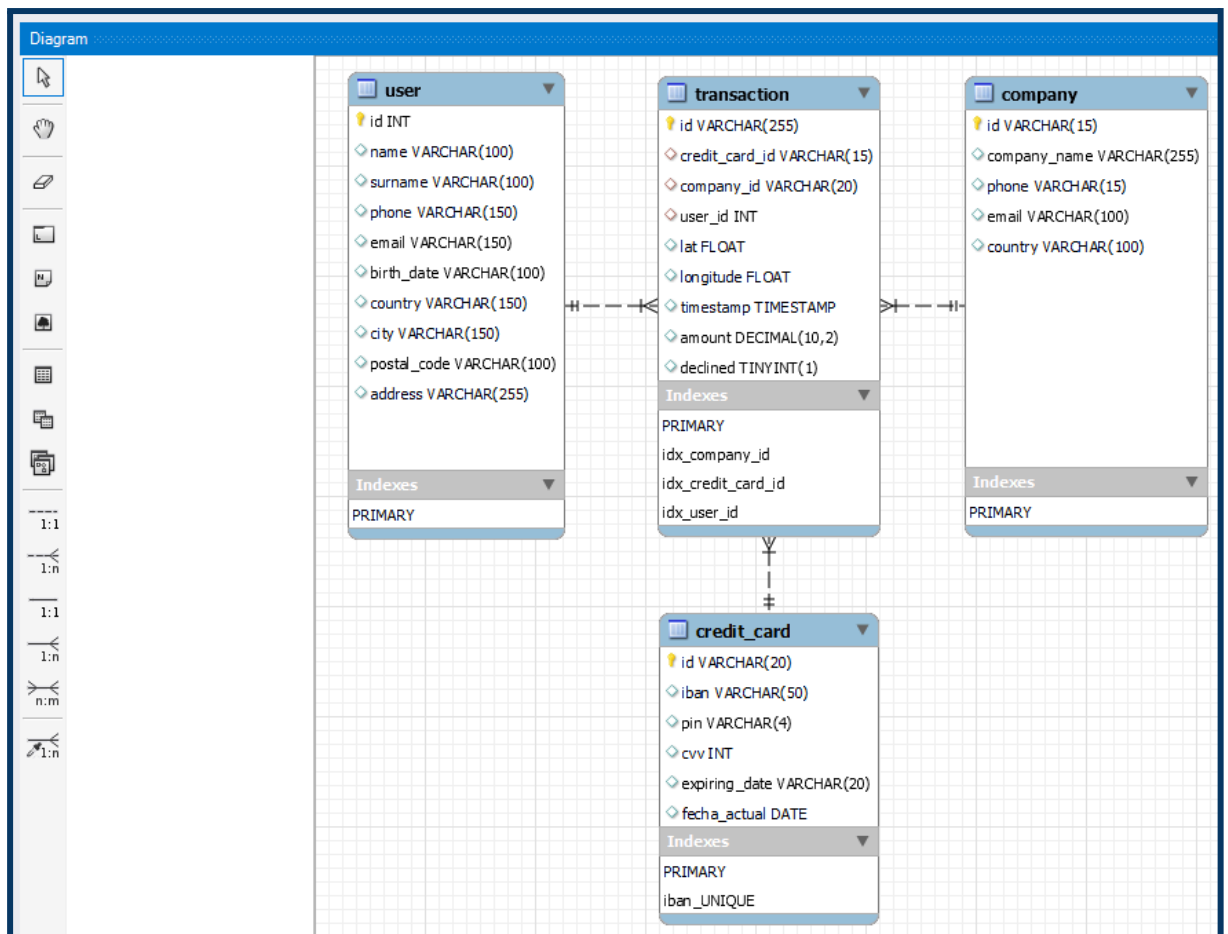 Diagram
1:1
1:n
1:1
1:n
n:m
1:n
user
id INT
name VARCHAR(100)
surname VARCHAR(100)
phone VARCHAR(150)
email VARCHAR(150)
birth_date VARCHAR(100)
country VARCHAR(150)
city VARCHAR(150)
postal_code VARCHAR(100)
address VARCHAR(255)
Indexes
PRIMARY
transaction
id VARCHAR(255)
credit_card_id VARCHAR(15)
company_id VARCHAR(20)
user_id INT
lat FLOAT
longitude FLOAT
timestamp TIMESTAMP
amount DECIMAL(10,2)
declined TINYINT(1)
Indexes
PRIMARY
idx_company_id
idx_credit_card_id
idx_user_id
company
id VARCHAR(15)
company_name VARCHAR(255)
phone VARCHAR(15)
email VARCHAR(100)
country VARCHAR(100)
Indexes
PRIMARY
credit_card
id VARCHAR(20)
iban VARCHAR(50)
pin VARCHAR(4)
cvv INT
expiring_date VARCHAR(20)
fecha_actual DATE
Indexes
PRIMARY
iban_UNIQUE